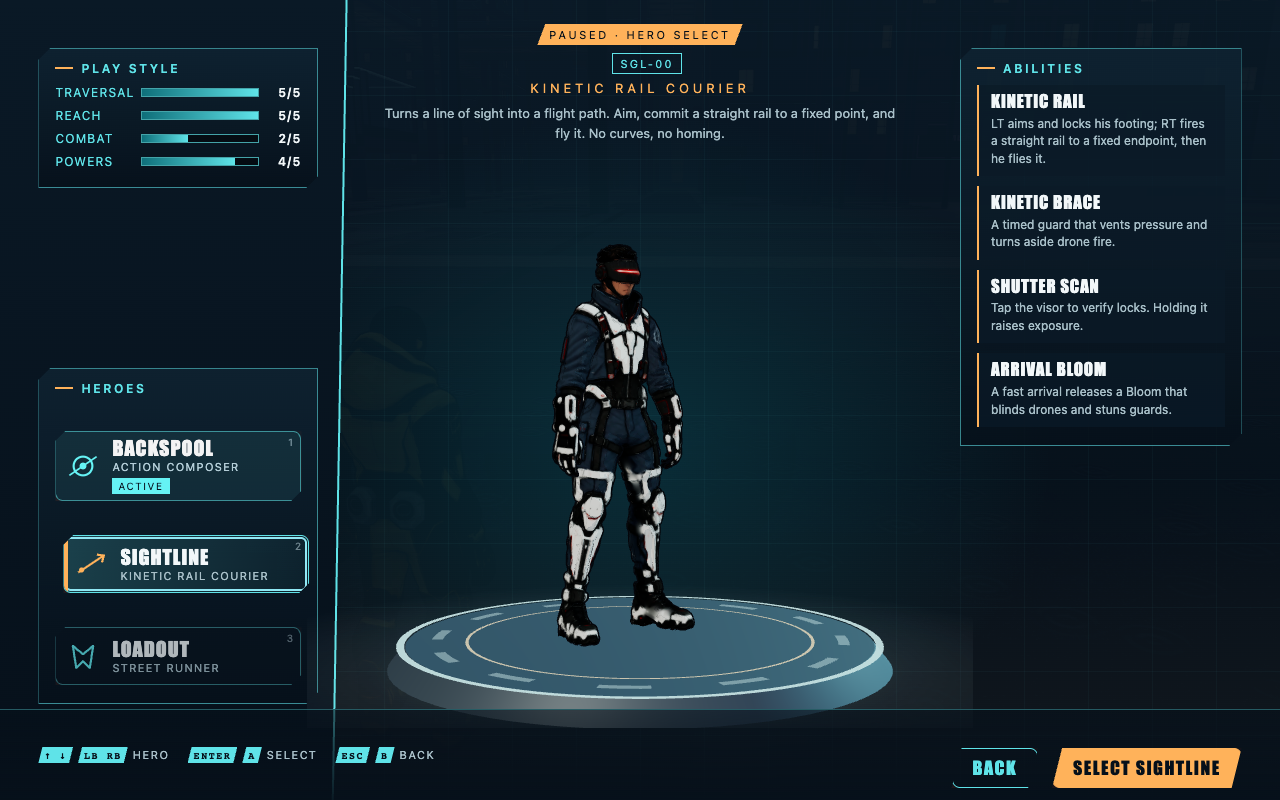 PAUSED · HERO SELECT
SGL-00
KINETIC RAIL COURIER
Turns a line of sight into a flight path. Aim, commit a straight rail to a fixed point, and
fly it. No curves, no homing.
PLAY STYLE
TRAVERSAL 5/5
REACH 5/5
COMBAT 2/5
POWERS 4/5
HEROES
BACKSPOOL 1
ACTION COMPOSER
ACTIVE
SIGHTLINE 2
KINETIC RAIL COURIER
LOADOUT 3
STREET RUNNER
ABILITIES
KINETIC RAIL
LT aims and locks his footing; RT fires
a straight rail to a fixed endpoint, then
he flies it.
KINETIC BRACE
A timed guard that vents pressure and
turns aside drone fire.
SHUTTER SCAN
Tap the visor to verify locks. Holding it
raises exposure.
ARRIVAL BLOOM
A fast arrival releases a Bloom that
blinds drones and stuns guards.
↑ ↓ LB RB HERO ENTER A SELECT ESC B BACK
BACK
SELECT SIGHTLINE